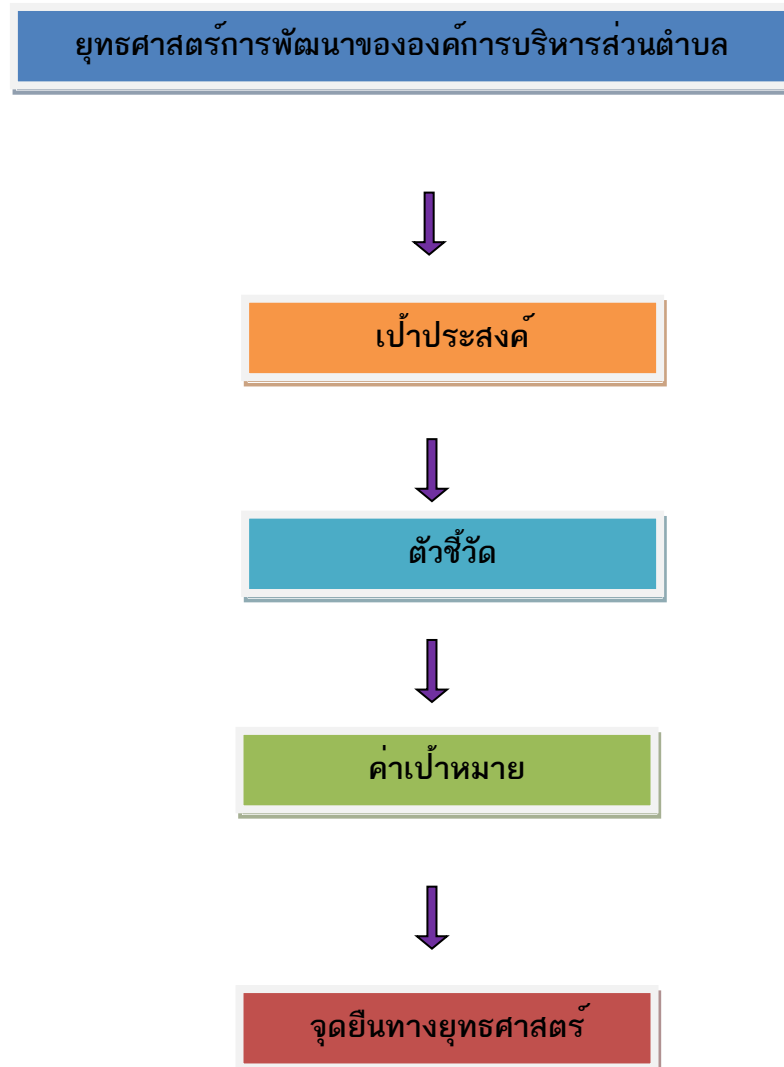 ยุทธศาสตร์การพัฒนาขององค์การบริหารส่วนตำบล
เป้าประสงค์
ตัวชี้วัด
ค่าเป้าหมาย
จุดยืนทางยุทธศาสตร์